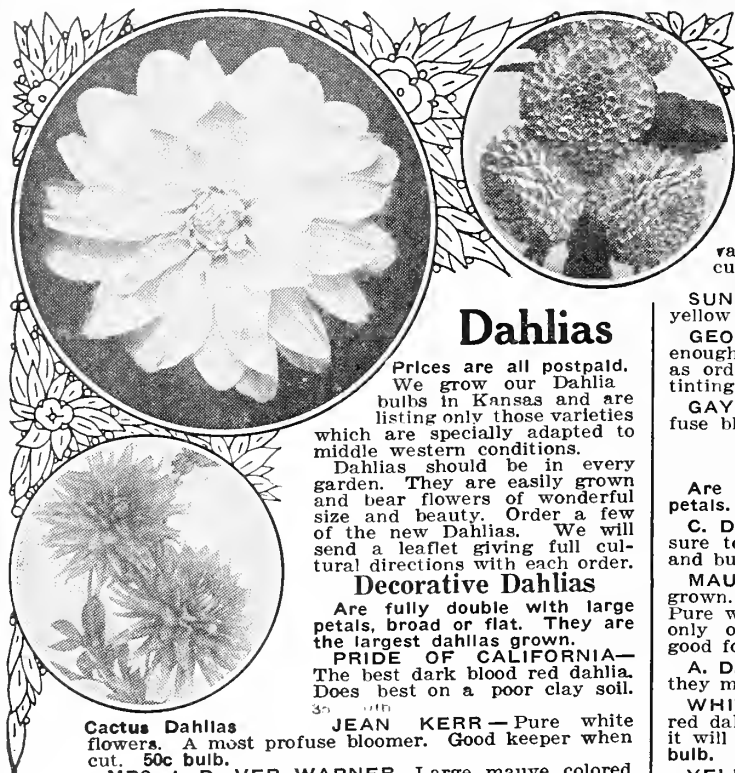 Dahlias
Prices are all postpaid.
We grow our Dahlia
bulbs in Kansas and are
listing only those varieties
which are specially adapted to
middle western conditions.
Dahlias should be in every
garden. They are easily grown
and bear flowers of wonderful
size and beauty. Order a few
of the new Dahlias. We will
send a leaflet giving full cul-
tural directions with each order.
Decorative Dahlias
Are fully double with large
petals, broad or flat. They are
the largest dahlias grown.
PRIDE OF CALIFORNIA—
The best dark blood red dahlia.
Does best on a poor clay soil.
Cactus Dahlias
JEAN KERR—Pure white
flowers. A most profuse bloomer. Good keeper when
cut. 50c bulb.
VER WARNER Large mauve colored
cu
SUN
yellow
GEO
enough
as ord
tinting
GAY
fuse bl
Are
petals.
C. D
sure te
and bu
MAU
grown.
Pure w
only o
good fo
A. D
they m
WHI
red dal
it will
bulb.